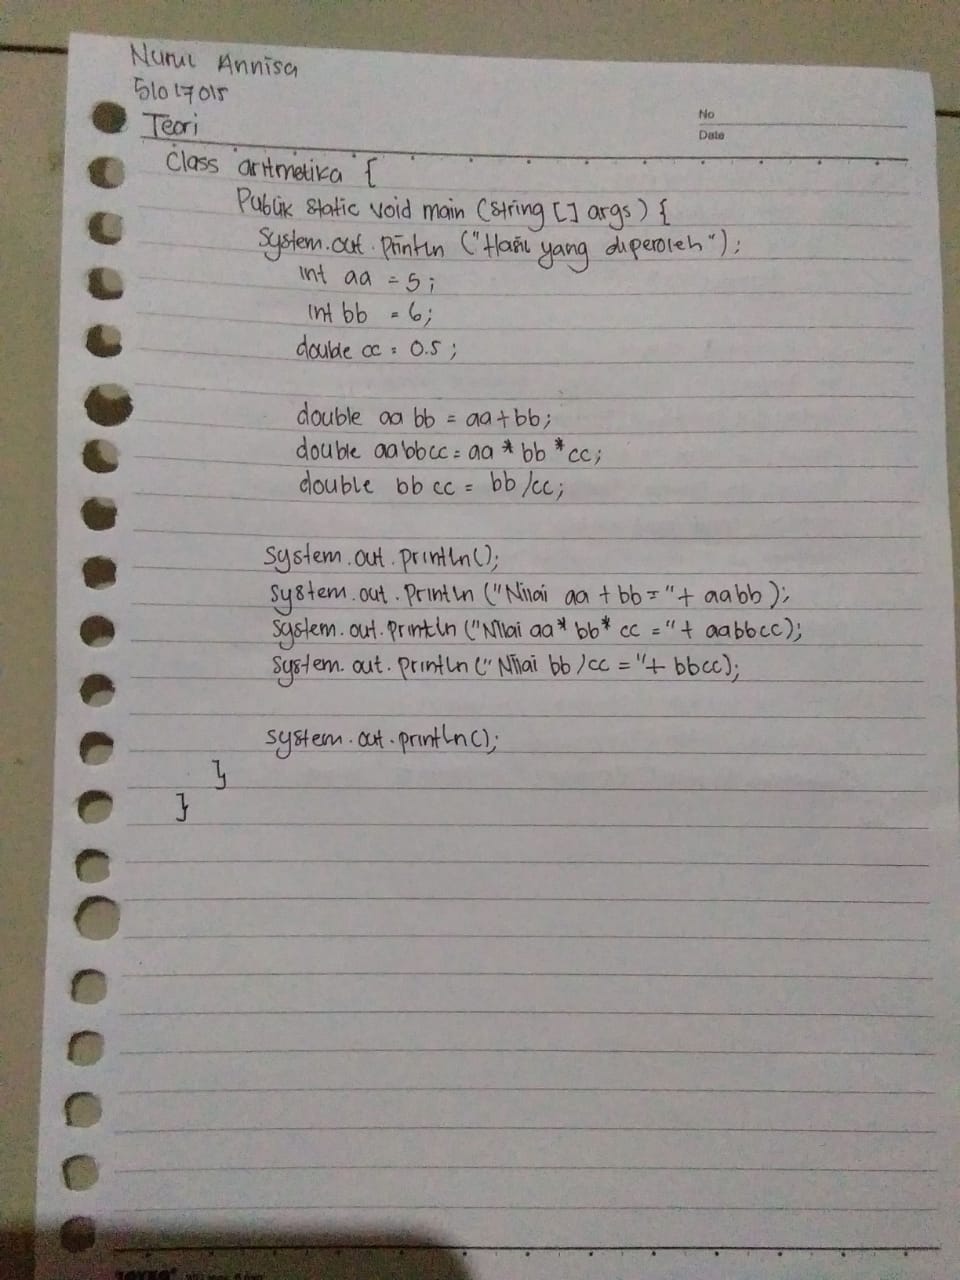 Nurul Annisa
51017015
Teori
No
Date
Class aritmetika {
Publik static void main (string [] args) {
System.out.println ("Hasil yang diperoleh");
int aa = 5;
int bb = 6;
double cc = 0.5;
double aa bb = aa+bb;
double aabbcc = aa * bb * cc;
double bb cc = bb/cc;
system.out.println();
system.out.println ("Nilai aa + bb = "+ aabb);
system.out.println ("Nilai aa* bb* cc = "+ aabbcc);
system.out.println ("Nilai bb/cc = "+ bbcc);
system.out.println();
}
}